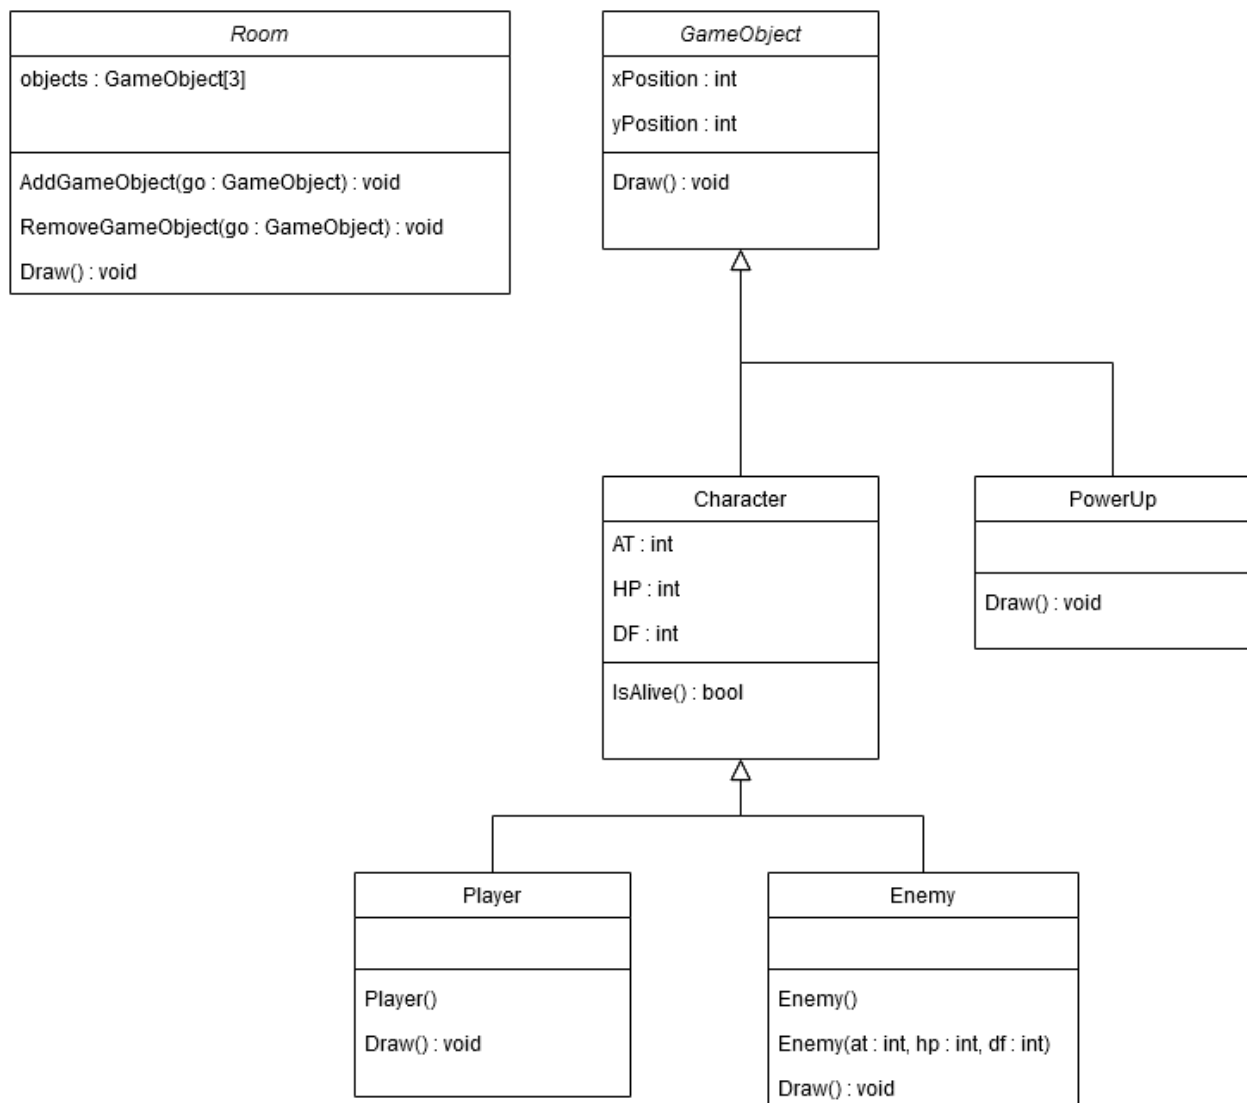 Room
objects : GameObject[3]
AddGameObject(go : GameObject) : void
RemoveGameObject(go : GameObject) : void
Draw() : void
GameObject
xPosition : int
yPosition : int
Draw() : void
Character
AT : int
HP : int
DF : int
IsAlive() : bool
PowerUp
Draw() : void
Player
Player()
Draw() : void
Enemy
Enemy()
Enemy(at : int, hp : int, df : int)
Draw() : void